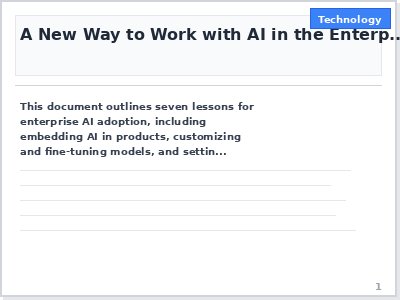 Technology
A New Way to Work with AI in the Enterp...
This document outlines seven lessons for
enterprise AI adoption, including
embedding AI in products, customizing
and fine-tuning models, and settin...
1